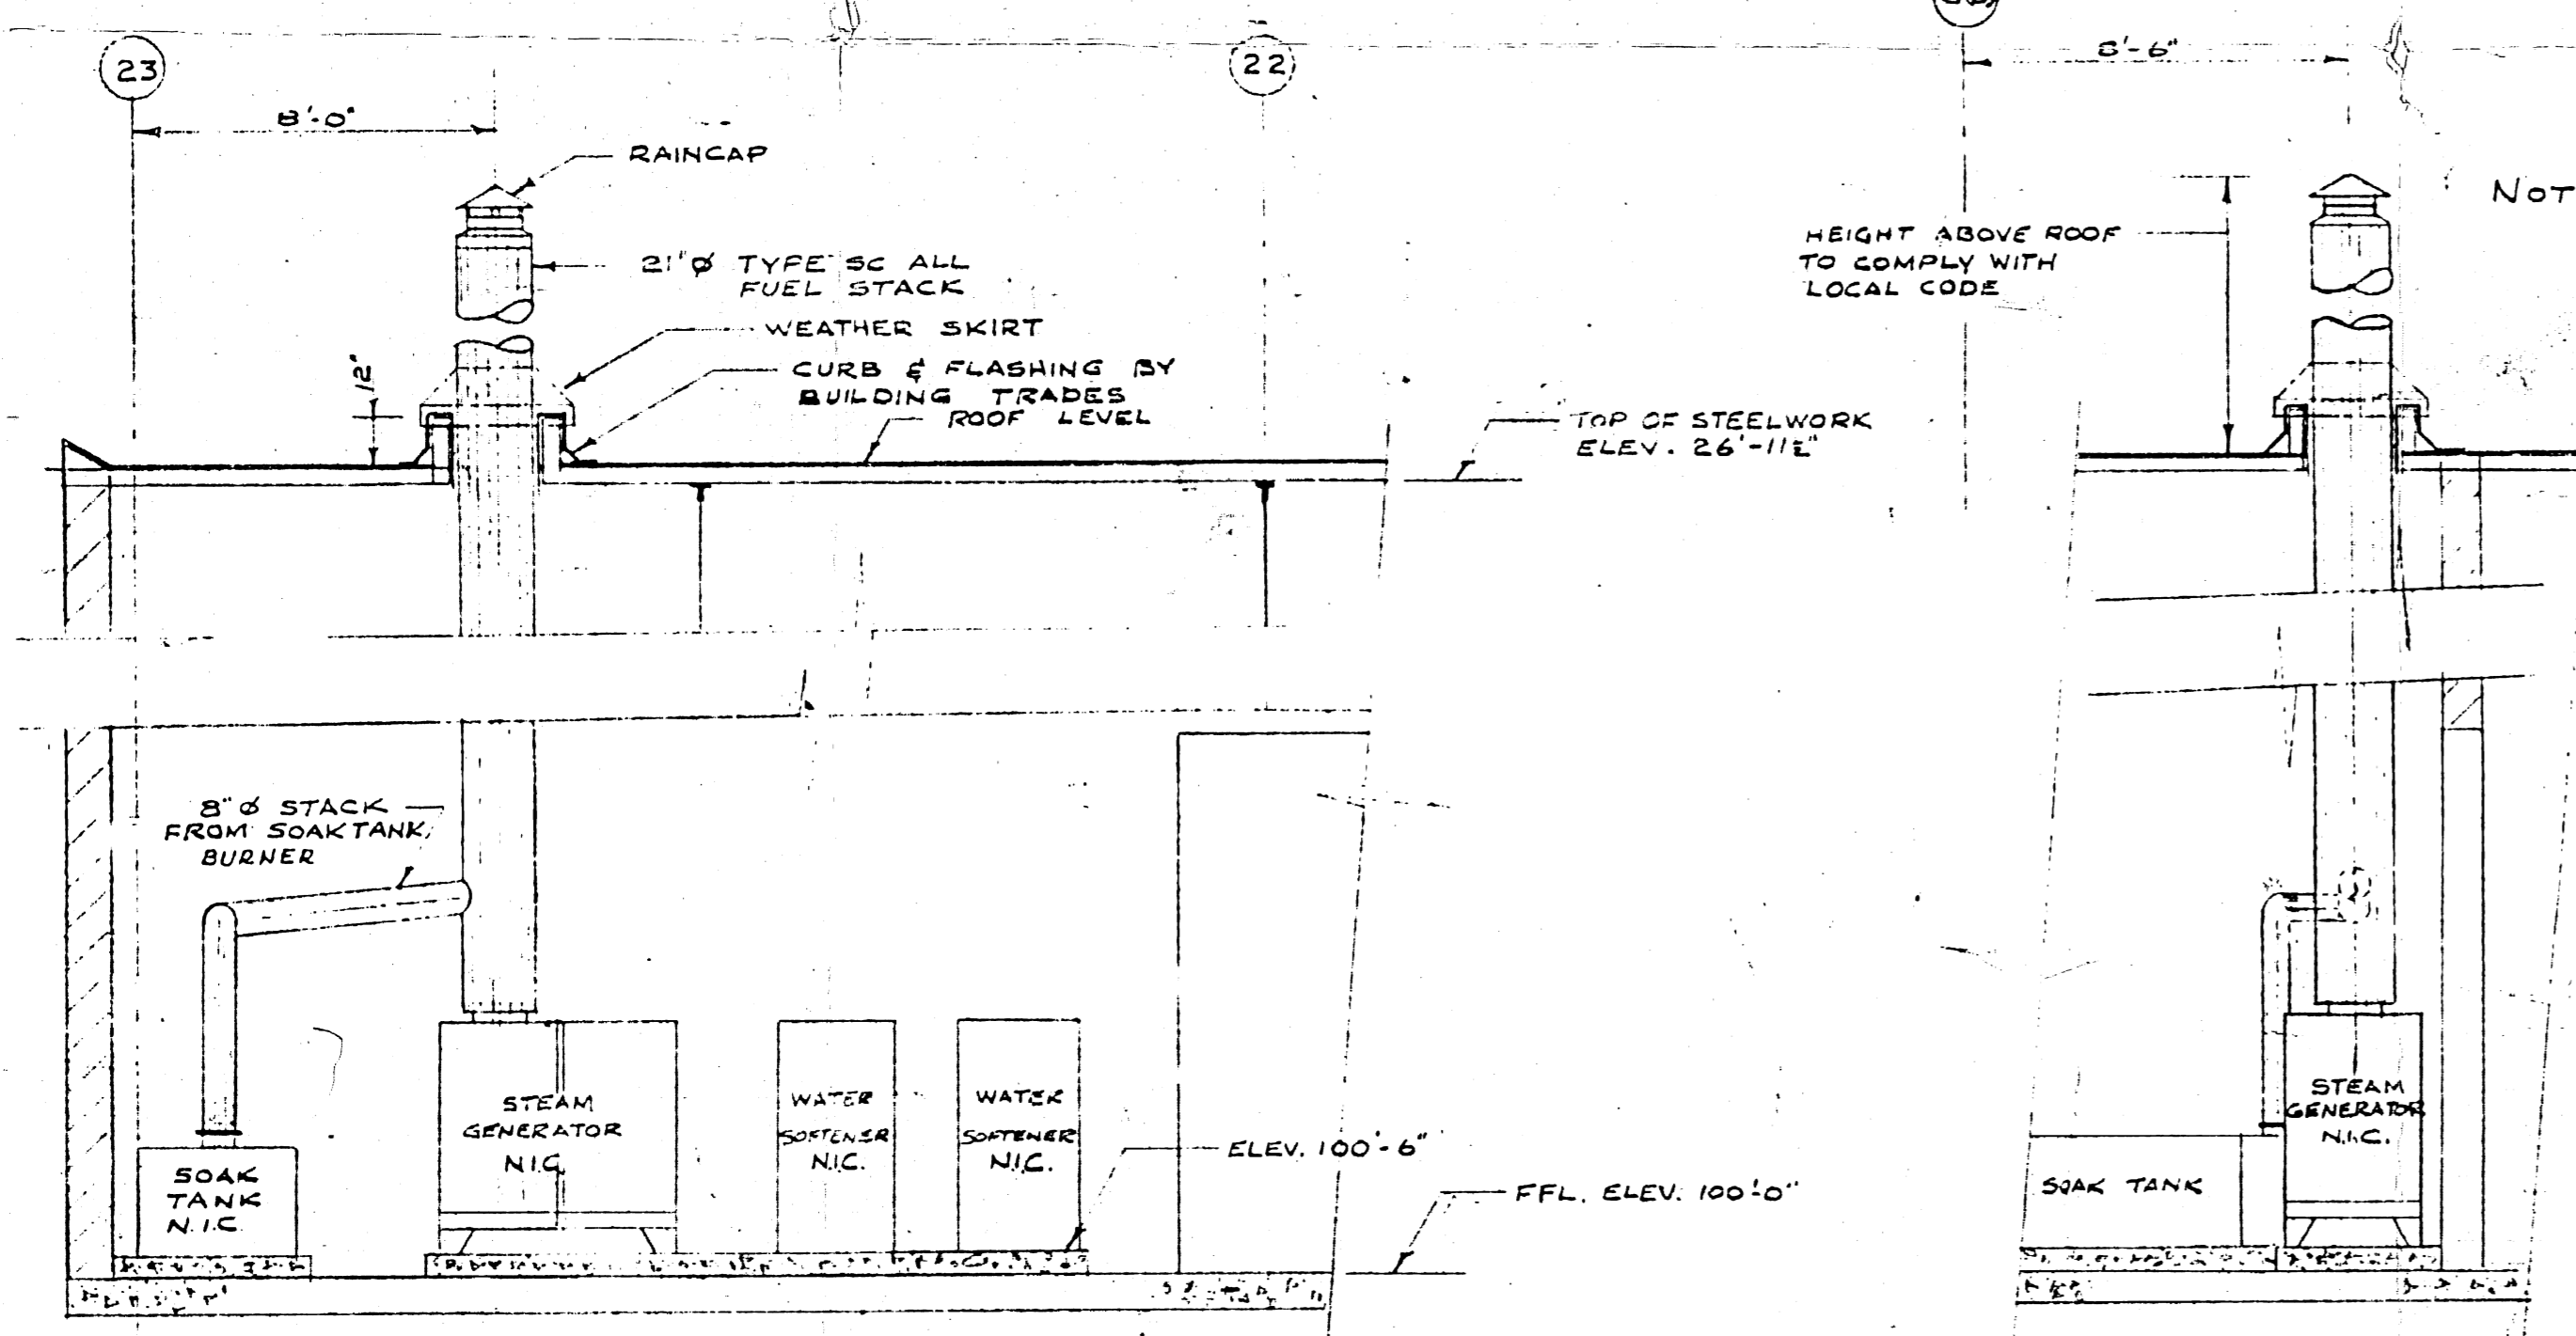 23
22
8'-0"
8'-6"
RAINCAP
NOT
21"Ø TYPE SC ALL
FUEL STACK
HEIGHT ABOVE ROOF
TO COMPLY WITH
LOCAL CODE
WEATHER SKIRT
12"
CURB & FLASHING BY
BUILDING TRADES
ROOF LEVEL
TOP OF STEELWORK
ELEV. 26'-11½"
8"Ø STACK
FROM SOAK TANK
BURNER
STEAM
GENERATOR
N.I.C.
WATER
SOFTENER
N.I.C.
WATER
SOFTENER
N.I.C.
SOAK
TANK
N.I.C.
ELEV. 100'-6"
FFL. ELEV. 100'-0"
STEAM
GENERATOR
N.I.C.
SOAK TANK